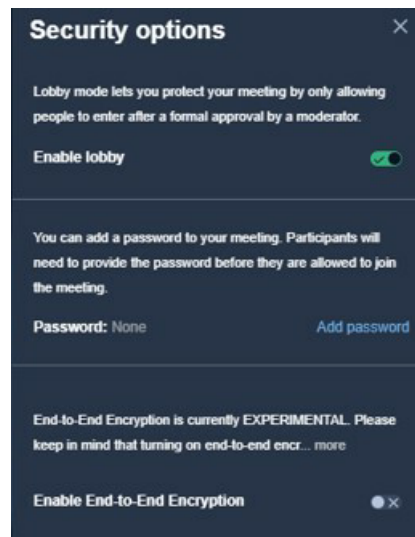 Security options
Lobby mode lets you protect your meeting by only allowing
people to enter after a formal approval by a moderator.
Enable lobby
You can add a password to your meeting. Participants will
need to provide the password before they are allowed to join
the meeting.
Password: None Add password
End-to-End Encryption is currently EXPERIMENTAL. Please
keep in mind that turning on end-to-end encr... more
Enable End-to-End Encryption